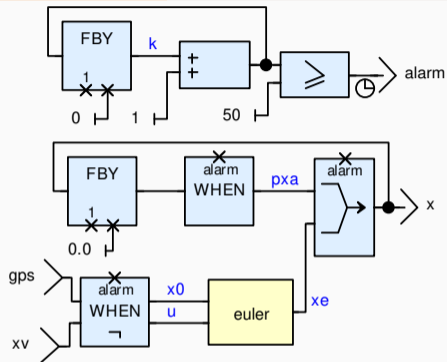 FBY
k
+
+
≥
alarm
1
0
1
50
FBY
alarm
WHEN
pxa
alarm
x
1
0.0
gps
alarm
WHEN
¬
x0
u
euler
xe
xv